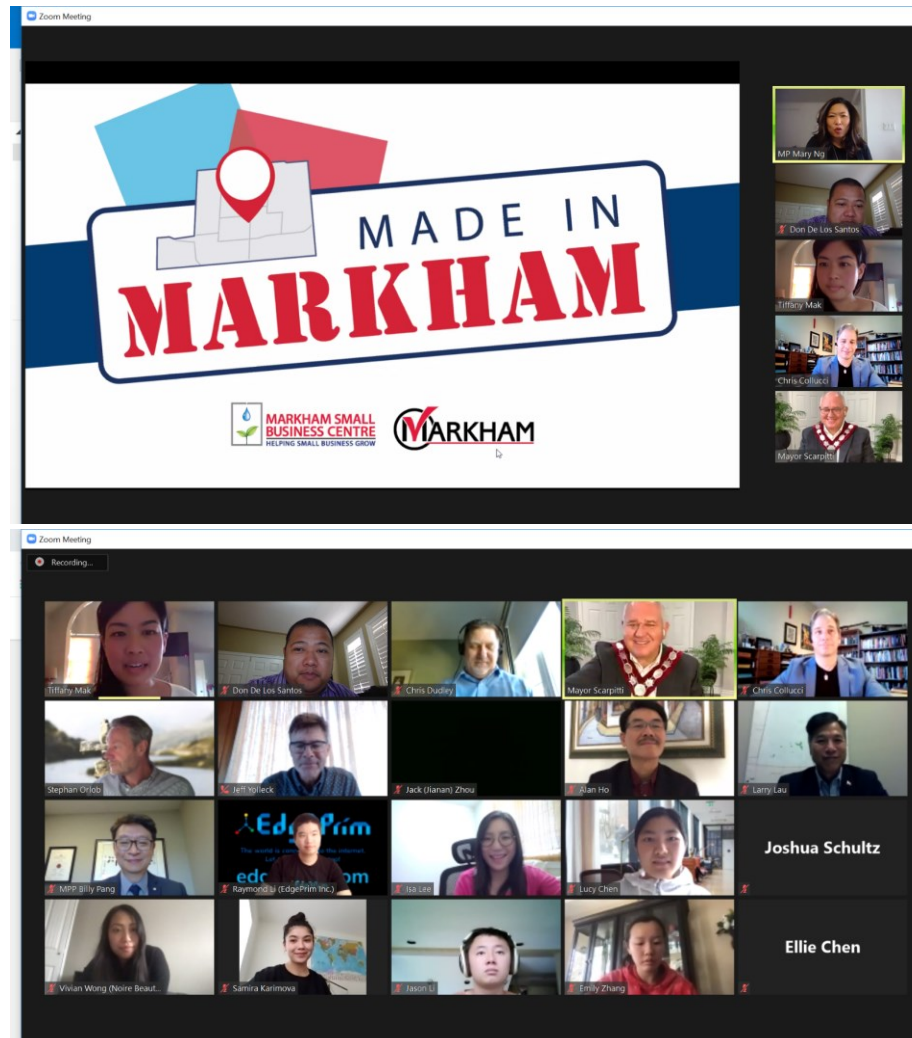 Zoom Meeting
MADE IN
MARKHAM
MARKHAM SMALL
BUSINESS CENTRE
HELPING SMALL BUSINESS GROW
MARKHAM
MP Mary Ng
Don De Los Santos
Tiffany Mak
Chris Collucci
Mayor Scarpitti
Zoom Meeting
Recording...
Tiffany Mak
Don De Los Santos
Chris Dudley
Mayor Scarpitti
Chris Collucci
Stephan Orlob
Jeff Yolleck
Jack (Jianan) Zhou
Alan Ho
Larry Lau
MPP Billy Pang
EdgePrim
Raymond Li (EdgePrim Inc.)
Isa Lee
Lucy Chen
Joshua Schultz
Vivian Wong (Noire Beaut...
Samira Karimova
Jason Li
Emily Zhang
Ellie Chen